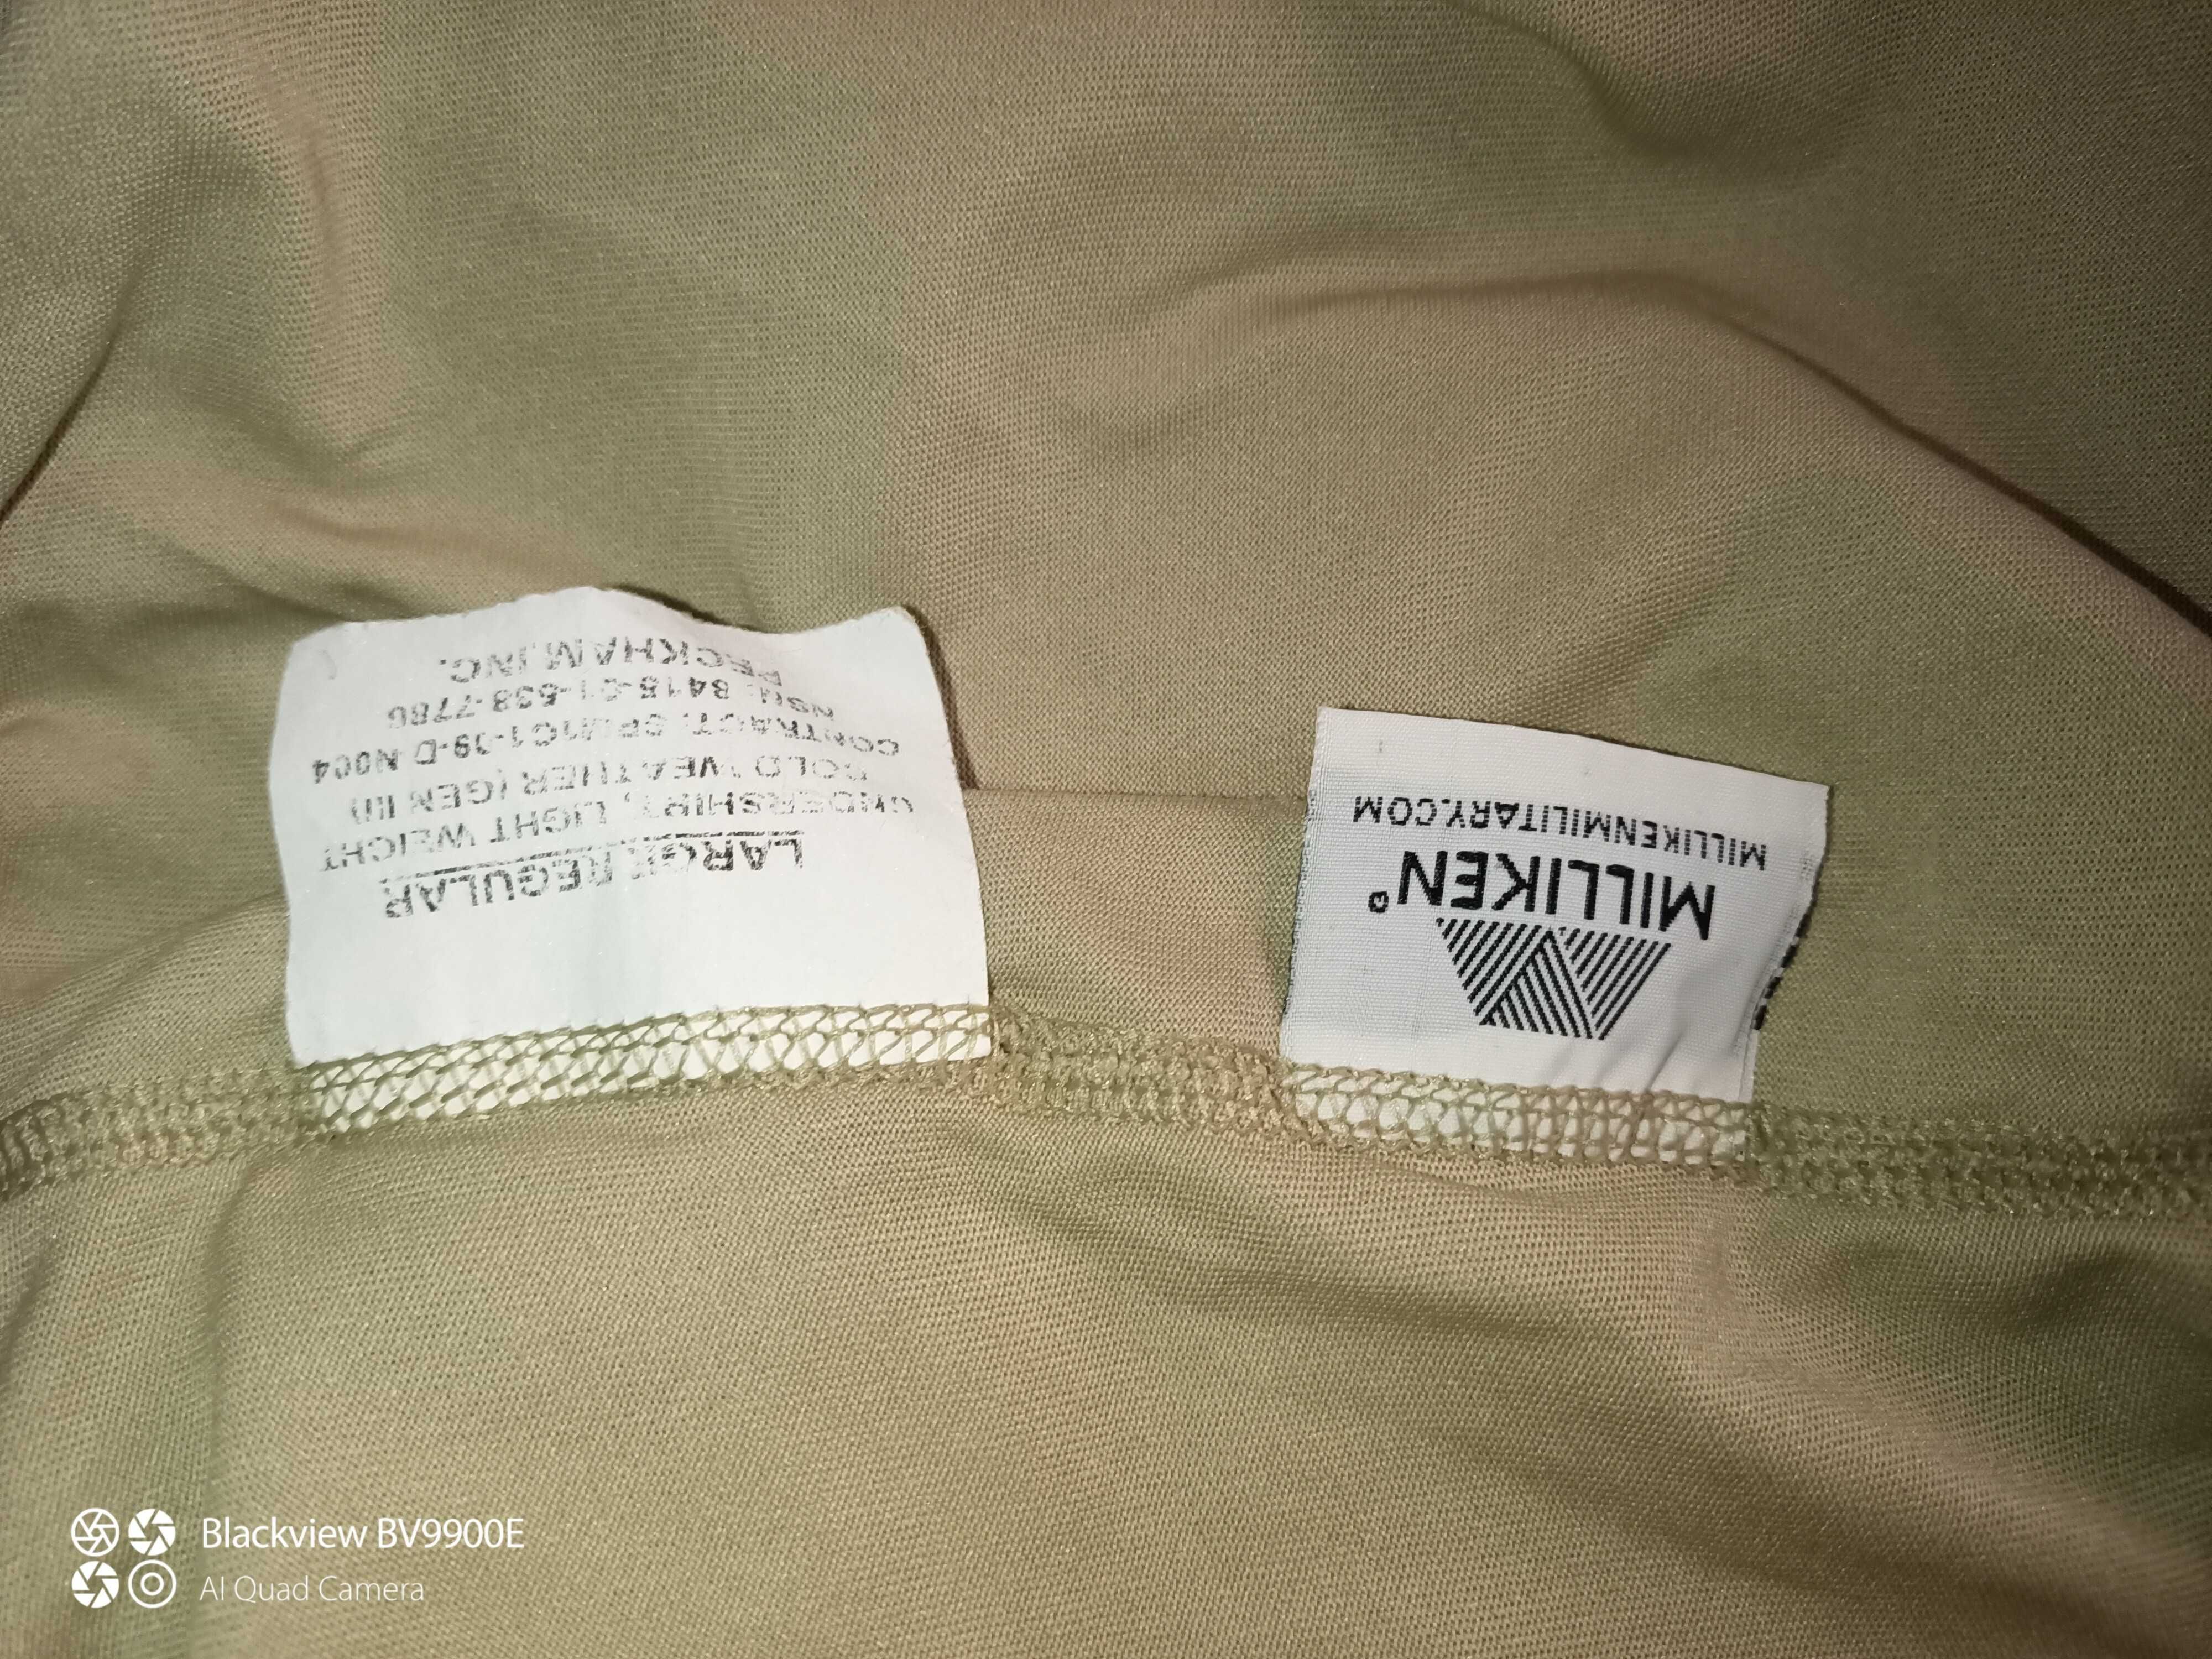 LARGE REGULAR
UNDERSHIRT, LIGHT WEIGHT
COLD WEATHER (GEN III)
CONTRACT: SPM1C1-09-D-N004
NSN: 8415-01-538-7786
PECKHAM INC.
MILLIKEN®
MILLIKENMILITARY.COM
Blackview BV9900E
AI Quad Camera